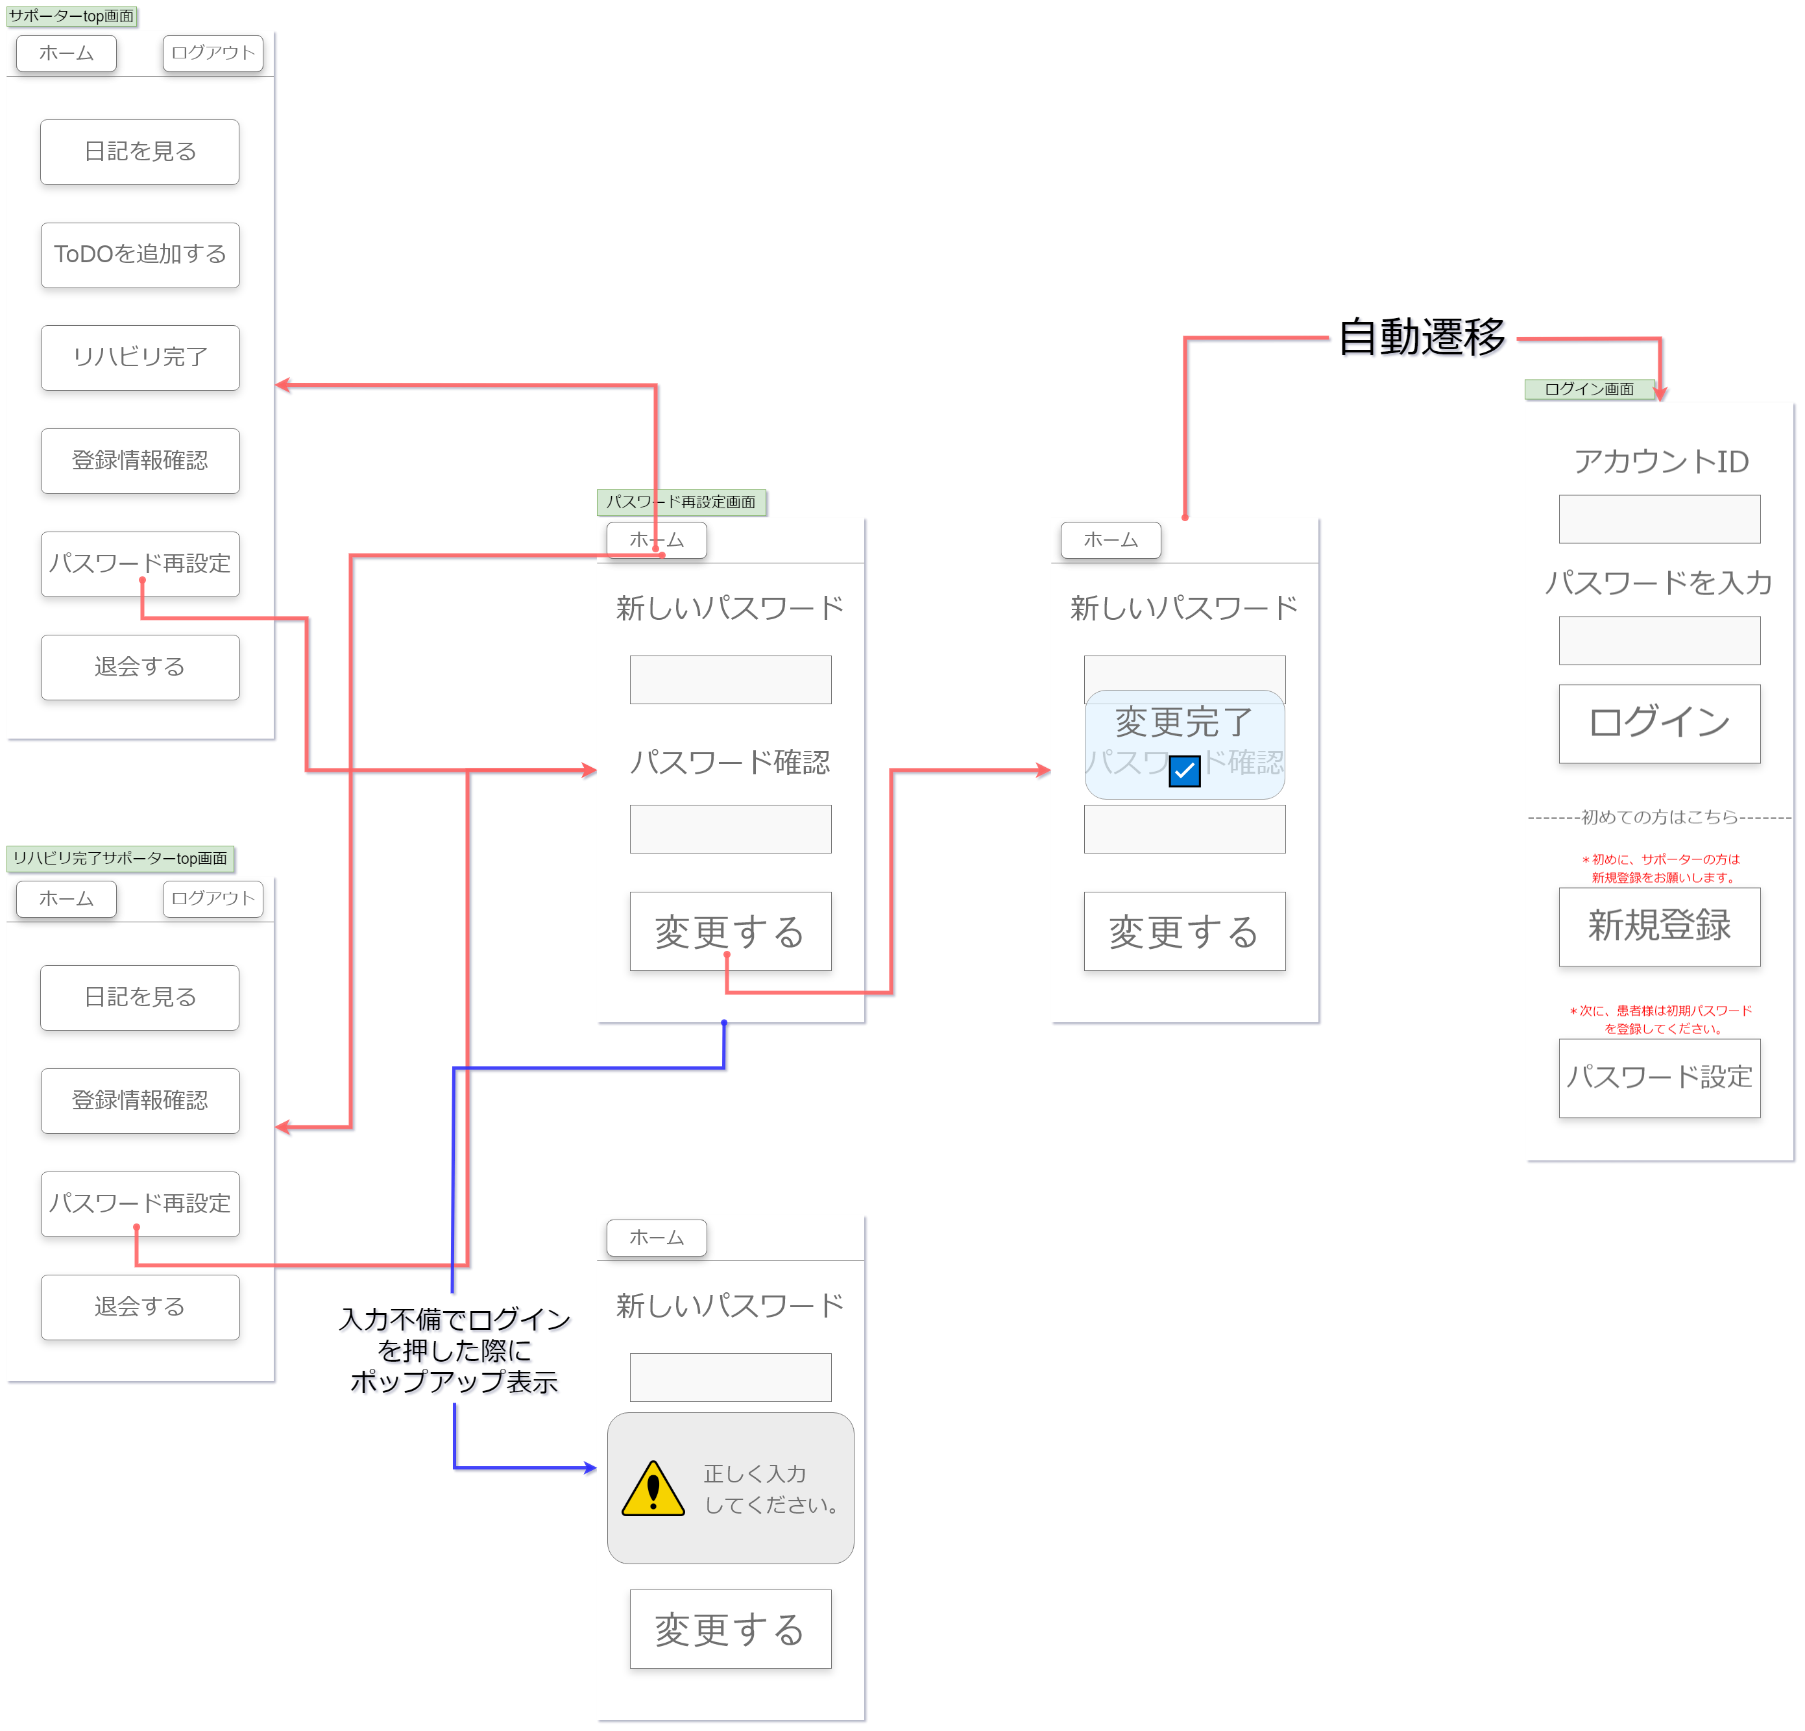 サポーターtop画面
ホーム
ログアウト
日記を見る
ToDOを追加する
リハビリ完了
登録情報確認
パスワード再設定
退会する
リハビリ完了サポーターtop画面
ホーム
ログアウト
日記を見る
登録情報確認
パスワード再設定
退会する
パスワード再設定画面
ホーム
新しいパスワード
パスワード確認
変更する
入力不備でログイン
を押した際に
ポップアップ表示
ホーム
新しいパスワード
正しく入力
してください。
変更する
ホーム
新しいパスワード
変更完了
パスワード確認
変更する
自動遷移
ログイン画面
アカウントID
パスワードを入力
ログイン
-------初めての方はこちら-------
＊初めに、サポーターの方は
新規登録をお願いします。
新規登録
＊次に、患者様は初期パスワード
を登録してください。
パスワード設定